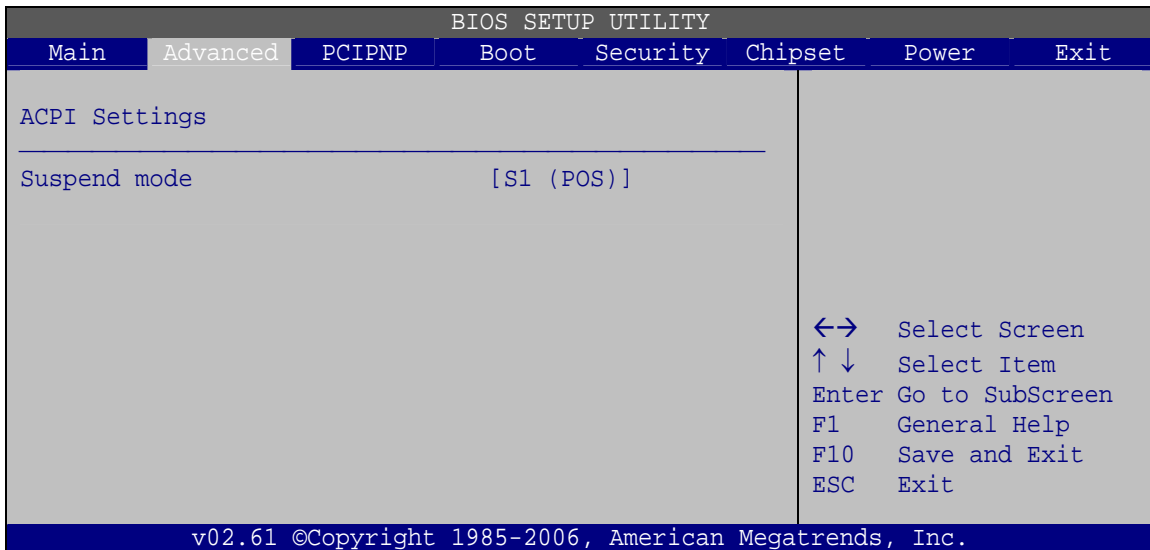 BIOS SETUP UTILITY
Main Advanced PCIPNP Boot Security Chipset Power Exit
ACPI Settings
Suspend mode [S1 (POS)]
←→ Select Screen
↑ ↓ Select Item
Enter Go to SubScreen
F1 General Help
F10 Save and Exit
ESC Exit
v02.61 ©Copyright 1985-2006, American Megatrends, Inc.